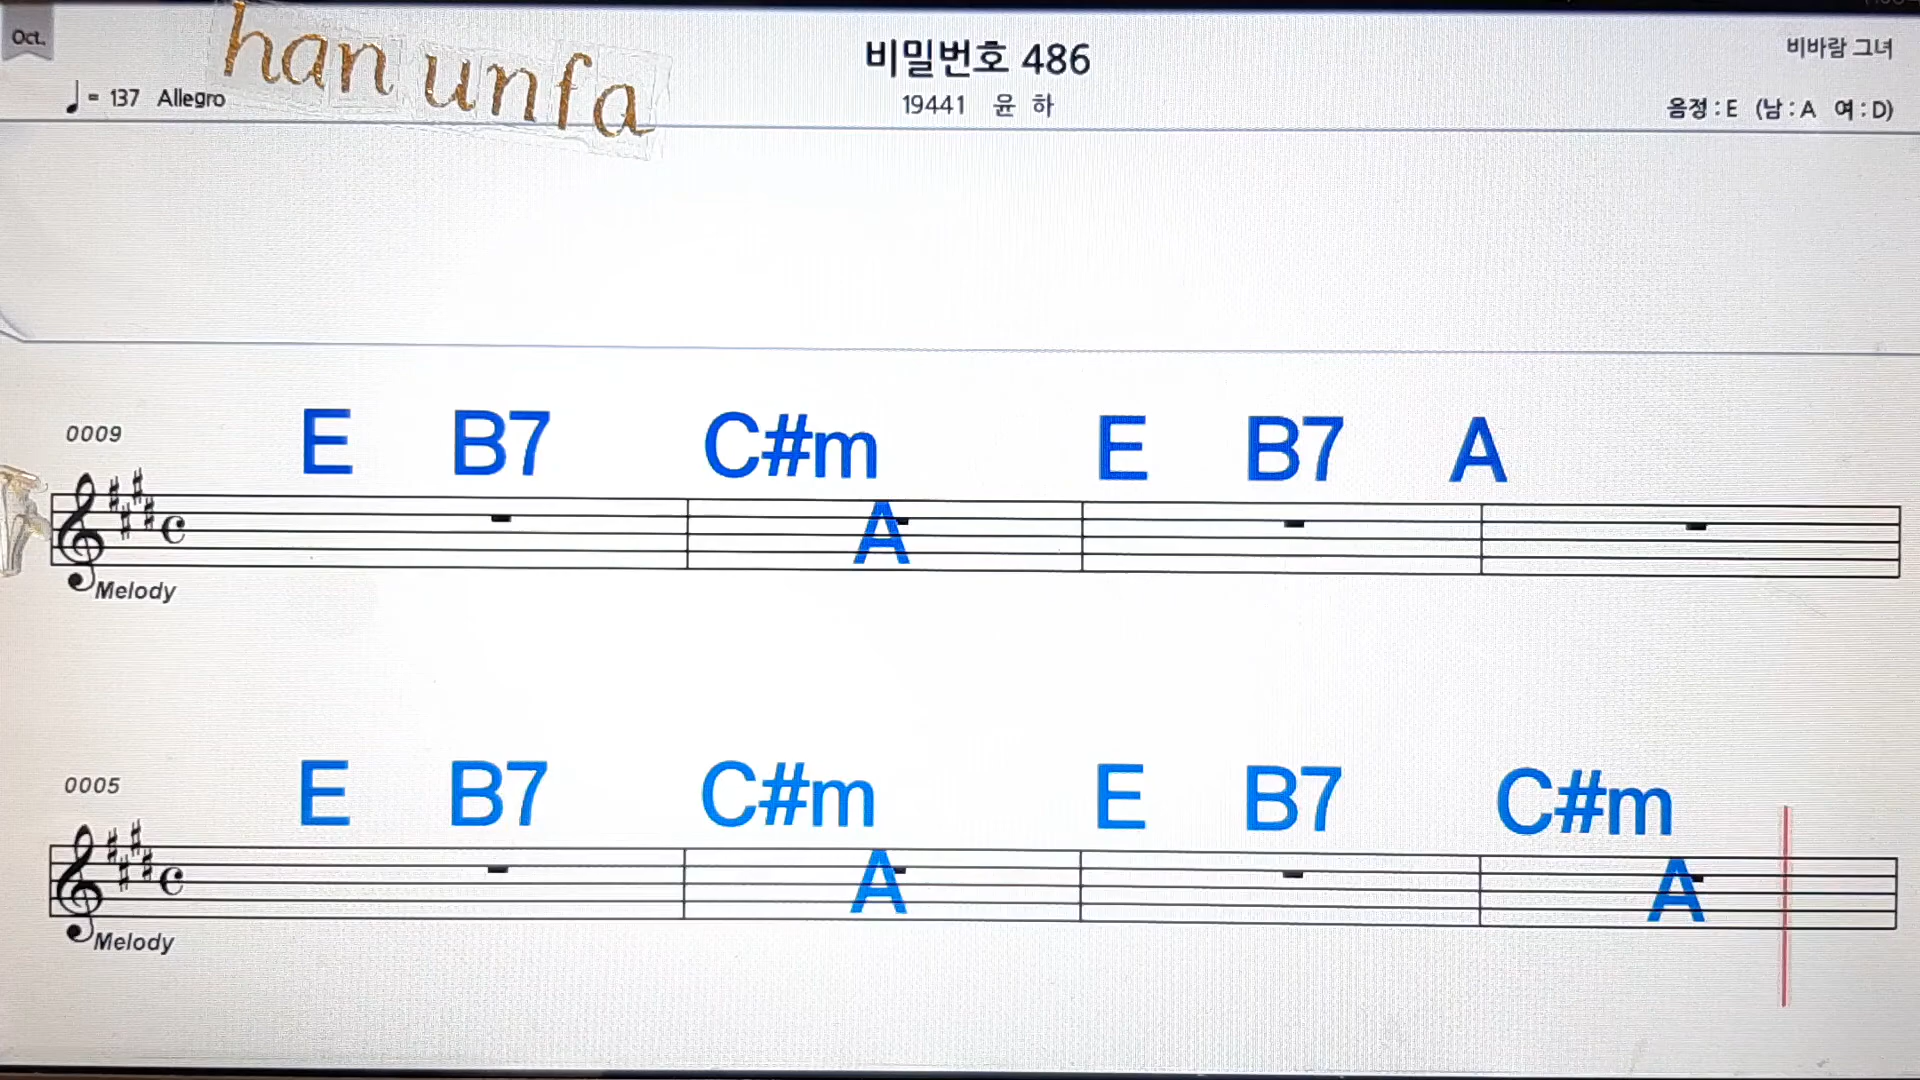 Oct.
han unfa
비밀번호 486
비바람 그녀
♩= 137 Allegro
19441 윤 하
음정 : E (남 : A 여 : D)
0009
E B7 C#m E B7 A
A
Melody
0005
E B7 C#m E B7 C#m
A A
Melody